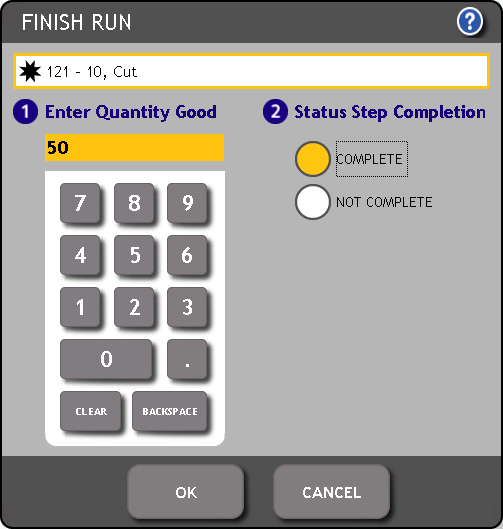 FINISH RUN
?
121 - 10, Cut
1 Enter Quantity Good
50
7 8 9
4 5 6
1 2 3
0 .
CLEAR BACKSPACE
2 Status Step Completion
COMPLETE
NOT COMPLETE
OK CANCEL